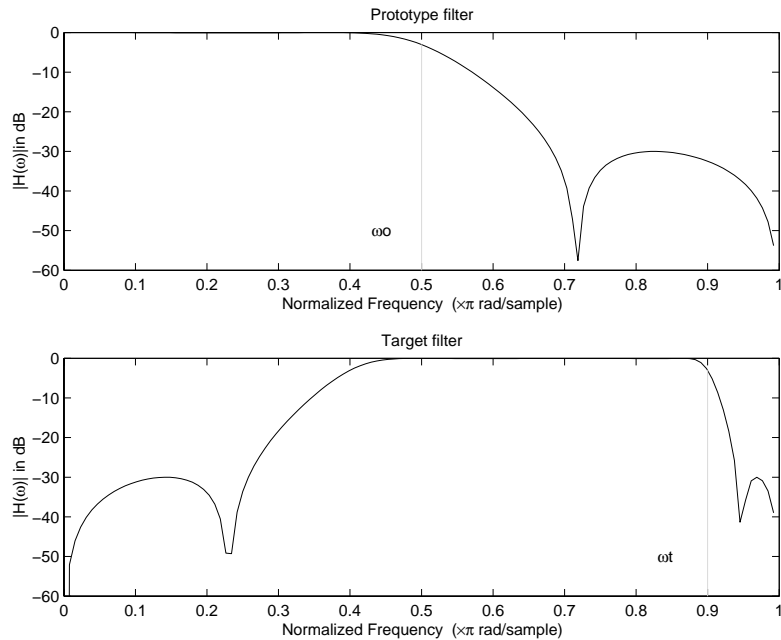 Prototype filter
0
−10
−20
−30
−40
−50
−60
|H(ω)|in dB
ωo
0 0.1 0.2 0.3 0.4 0.5 0.6 0.7 0.8 0.9 1
Normalized Frequency (×π rad/sample)
Target filter
0
−10
−20
−30
−40
−50
−60
|H(ω)| in dB
ωt
0 0.1 0.2 0.3 0.4 0.5 0.6 0.7 0.8 0.9 1
Normalized Frequency (×π rad/sample)